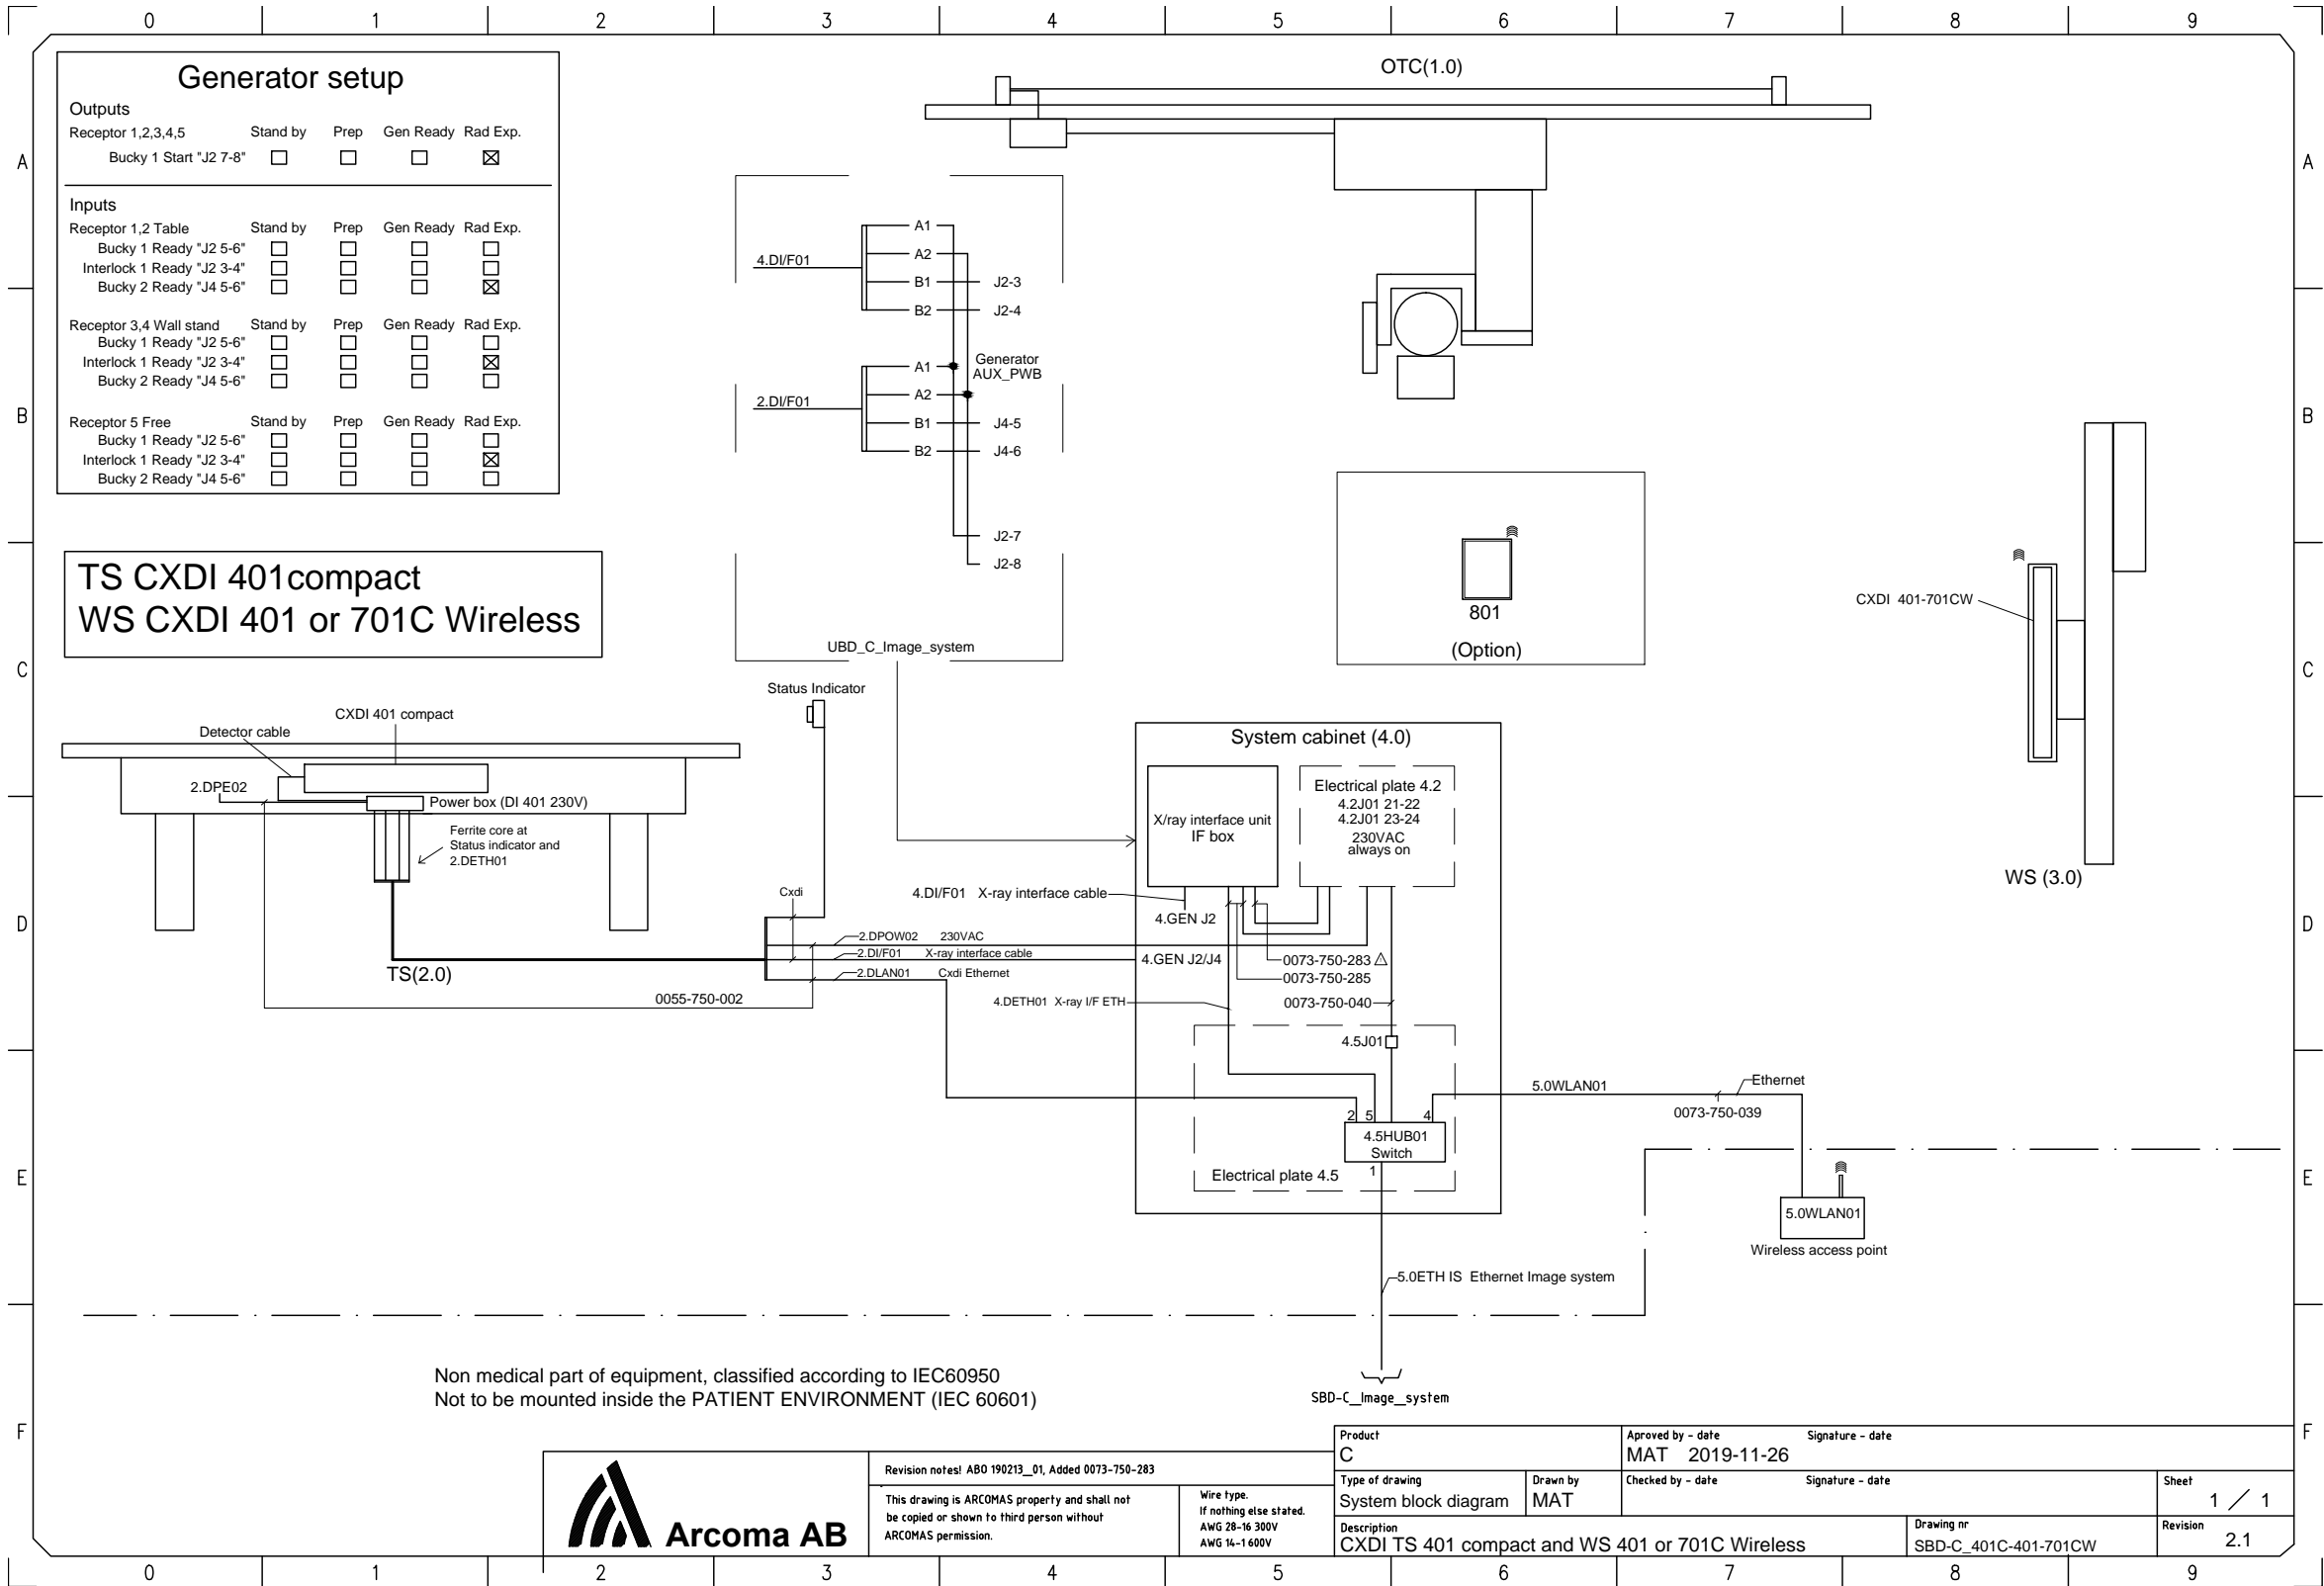 0 1 2 3 4 5 6 7 8 9
A A
B B
C C
D D
E E
F F
Generator setup
Outputs
Receptor 1,2,3,4,5 Stand by Prep Gen Ready Rad Exp.
Bucky 1 Start "J2 7-8"
Inputs
Receptor 1,2 Table Stand by Prep Gen Ready Rad Exp.
Bucky 1 Ready "J2 5-6"
Interlock 1 Ready "J2 3-4"
Bucky 2 Ready "J4 5-6"
Receptor 3,4 Wall stand Stand by Prep Gen Ready Rad Exp.
Bucky 1 Ready "J2 5-6"
Interlock 1 Ready "J2 3-4"
Bucky 2 Ready "J4 5-6"
Receptor 5 Free Stand by Prep Gen Ready Rad Exp.
Bucky 1 Ready "J2 5-6"
Interlock 1 Ready "J2 3-4"
Bucky 2 Ready "J4 5-6"
TS CXDI 401compact
WS CXDI 401 or 701C Wireless
4.DI/F01
A1
A2
B1 J2-3
B2 J2-4
Generator
AUX_PWB
2.DI/F01
A1
A2
B1 J4-5
B2 J4-6
J2-7
J2-8
UBD_C_Image_system
OTC(1.0)
801
(Option)
CXDI 401-701CW
WS (3.0)
Status Indicator
CXDI 401 compact
Detector cable
2.DPE02
Power box (DI 401 230V)
Ferrite core at
Status indicator and
2.DETH01
TS(2.0)
0055-750-002
Cxdi
2.DPOW02 230VAC
2.DI/F01 X-ray interface cable
2.DLAN01 Cxdi Ethernet
System cabinet (4.0)
X/ray interface unit
IF box
Electrical plate 4.2
4.2J01 21-22
4.2J01 23-24
230VAC
always on
4.DI/F01 X-ray interface cable
4.GEN J2
4.GEN J2/J4
0073-750-283
0073-750-285
4.DETH01 X-ray I/F ETH
0073-750-040
4.5J01
2 5 4
4.5HUB01
Switch
1
Electrical plate 4.5
5.0WLAN01
Ethernet
0073-750-039
5.0WLAN01
Wireless access point
5.0ETH IS Ethernet Image system
SBD-C_Image_system
Non medical part of equipment, classified according to IEC60950
Not to be mounted inside the PATIENT ENVIRONMENT (IEC 60601)
Arcoma AB
Revision notes! ABO 190213_01, Added 0073-750-283
This drawing is ARCOMAS property and shall not
be copied or shown to third person without
ARCOMAS permission.
Wire type.
If nothing else stated.
AWG 28-16 300V
AWG 14-1 600V
Product
C
Aproved by - date Signature - date
MAT 2019-11-26
Type of drawing
System block diagram
Drawn by
MAT
Checked by - date Signature - date
Sheet
1 / 1
Description
CXDI TS 401 compact and WS 401 or 701C Wireless
Drawing nr
SBD-C_401C-401-701CW
Revision
2.1
0 1 2 3 4 5 6 7 8 9